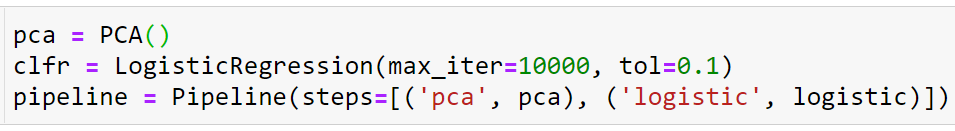 pca = PCA()
clfr = LogisticRegression(max_iter=10000, tol=0.1)
pipeline = Pipeline(steps=[('pca', pca), ('logistic', logistic)])